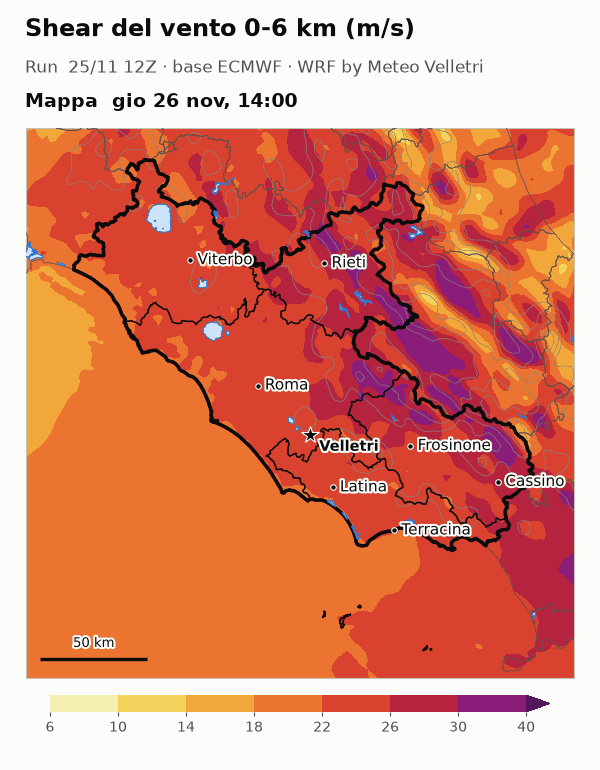 Shear del vento 0-6 km (m/s)
Run  25/11 12Z · base ECMWF · WRF by Meteo Velletri
Mappa  gio 26 nov, 14:00
Viterbo
Rieti
Roma
Velletri
Frosinone
Cassino
Latina
Terracina
50 km
6 10 14 18 22 26 30 40